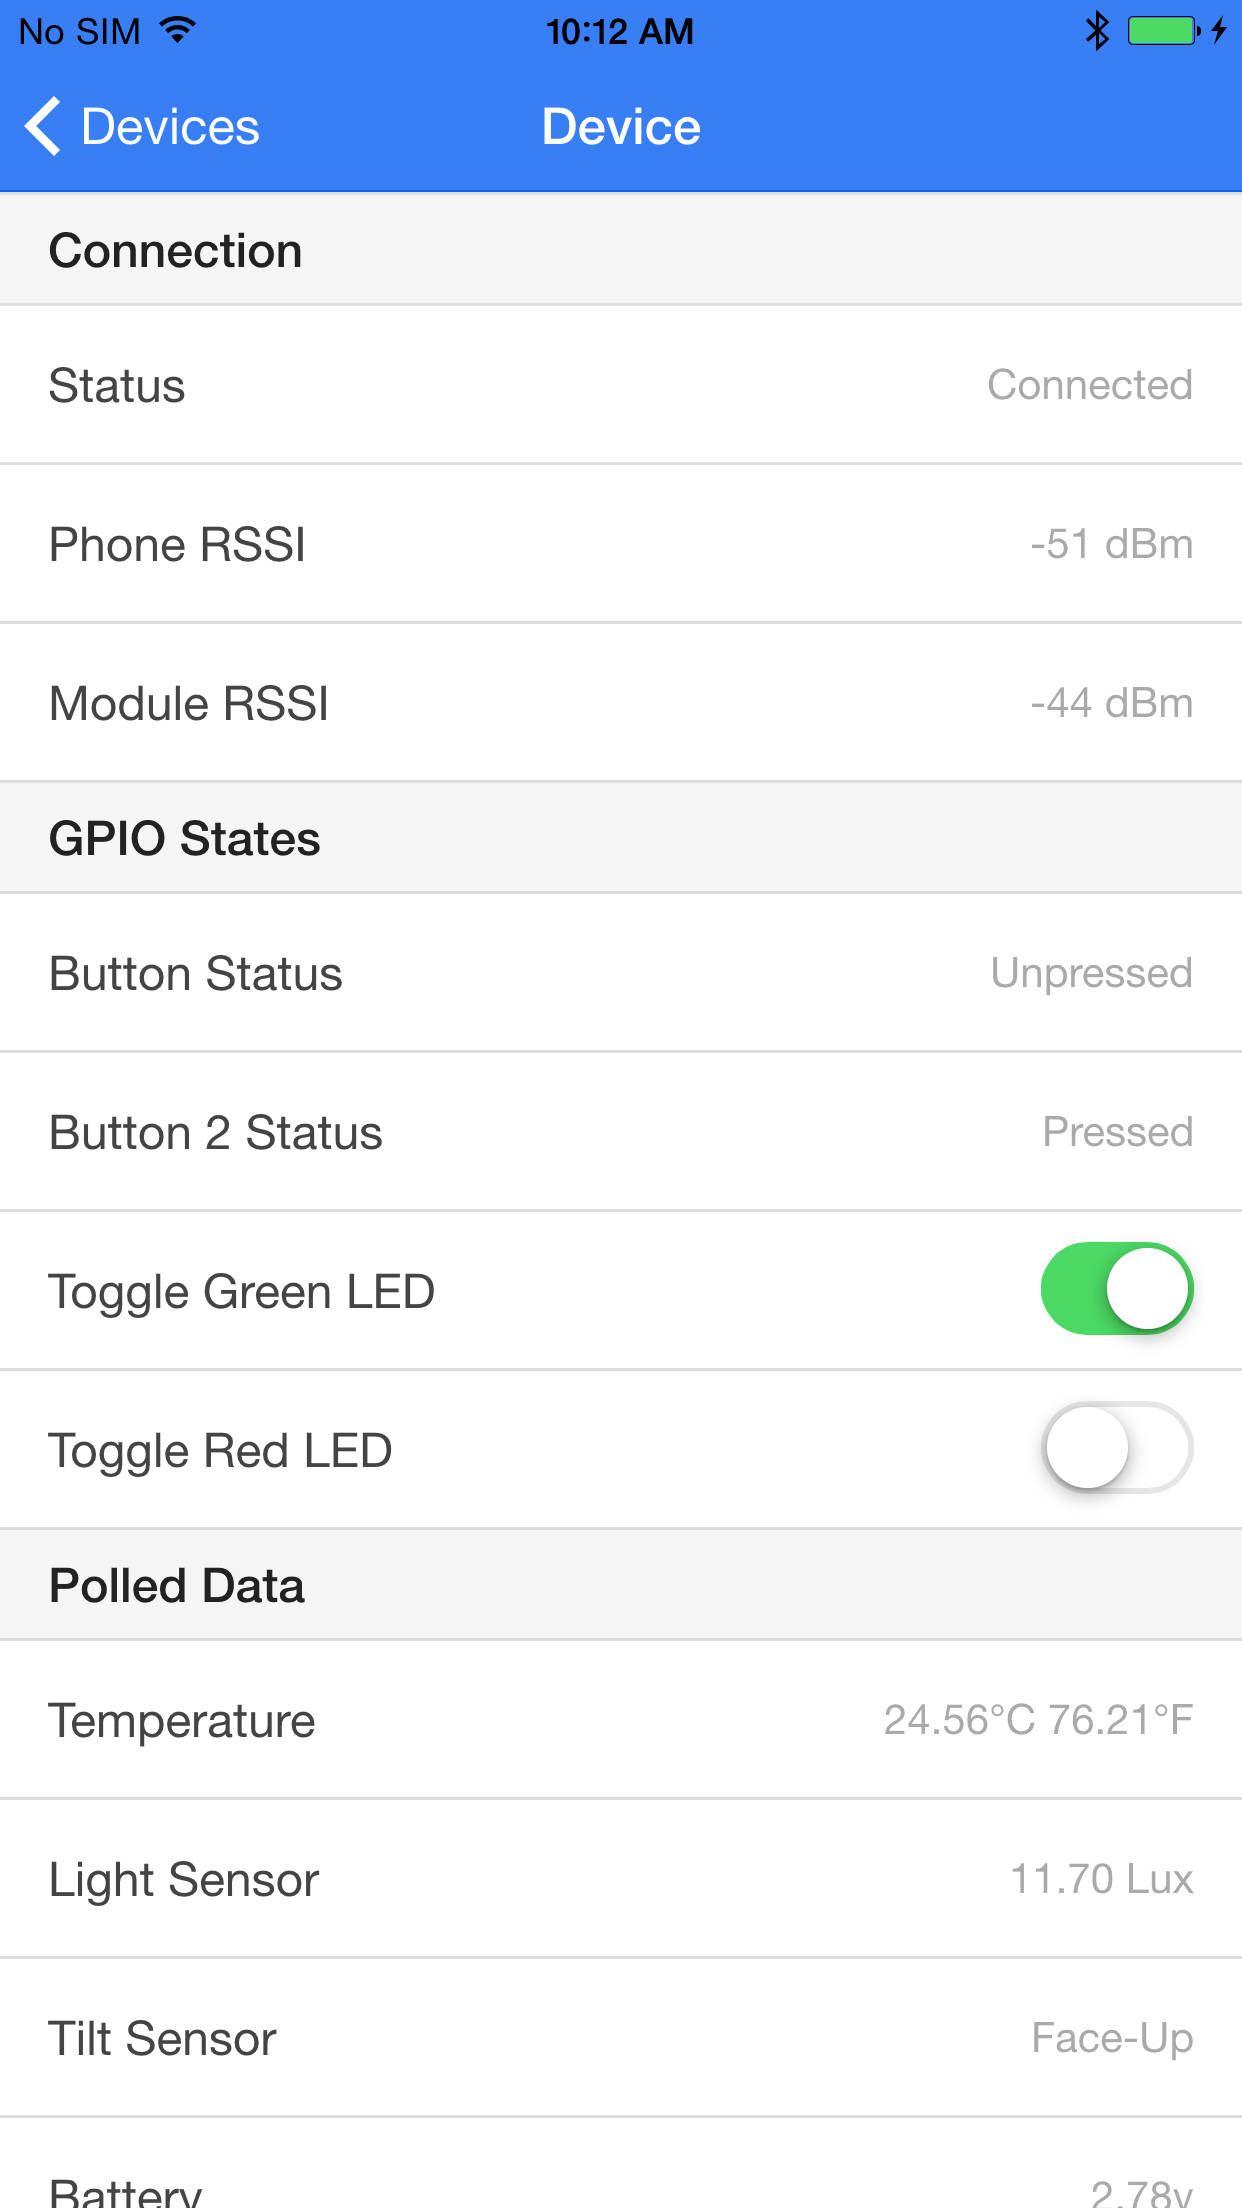 No SIM 10:12 AM
Devices Device
Connection
Status Connected
Phone RSSI -51 dBm
Module RSSI -44 dBm
GPIO States
Button Status Unpressed
Button 2 Status Pressed
Toggle Green LED
Toggle Red LED
Polled Data
Temperature 24.56°C 76.21°F
Light Sensor 11.70 Lux
Tilt Sensor Face-Up
Battery 2.78v